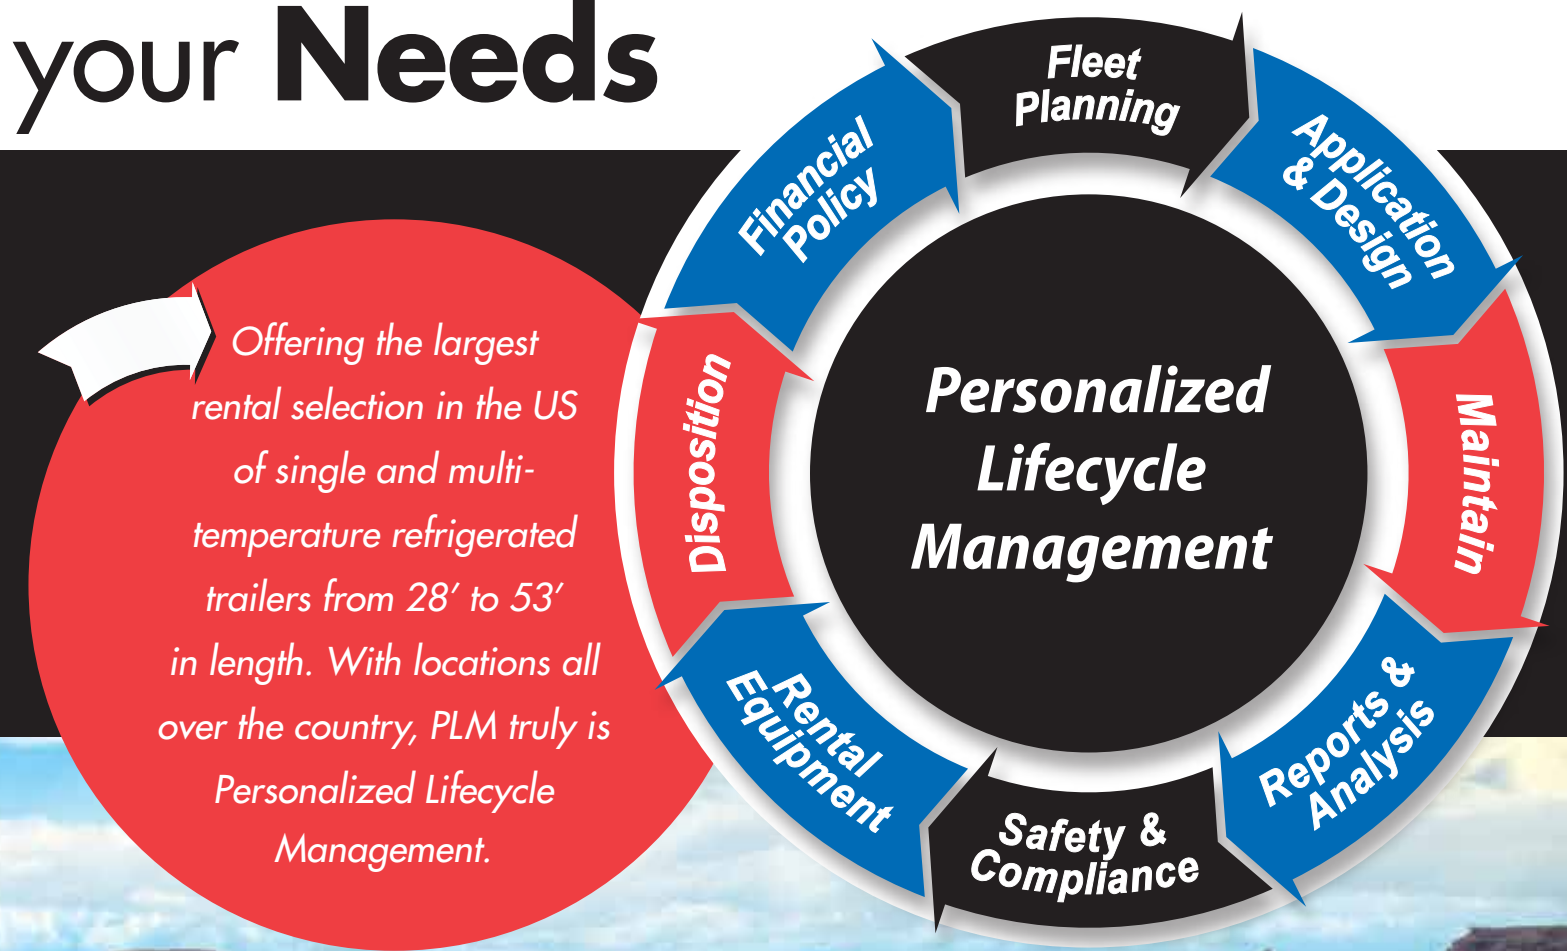 your Needs
Offering the largest
rental selection in the US
of single and multi-
temperature refrigerated
trailers from 28’ to 53’
in length. With locations all
over the country, PLM truly is
Personalized Lifecycle
Management.
Personalized
Lifecycle
Management
Fleet
Planning
Application
& Design
Maintain
Reports &
Analysis
Safety &
Compliance
Rental
Equipment
Disposition
Financial
Policy